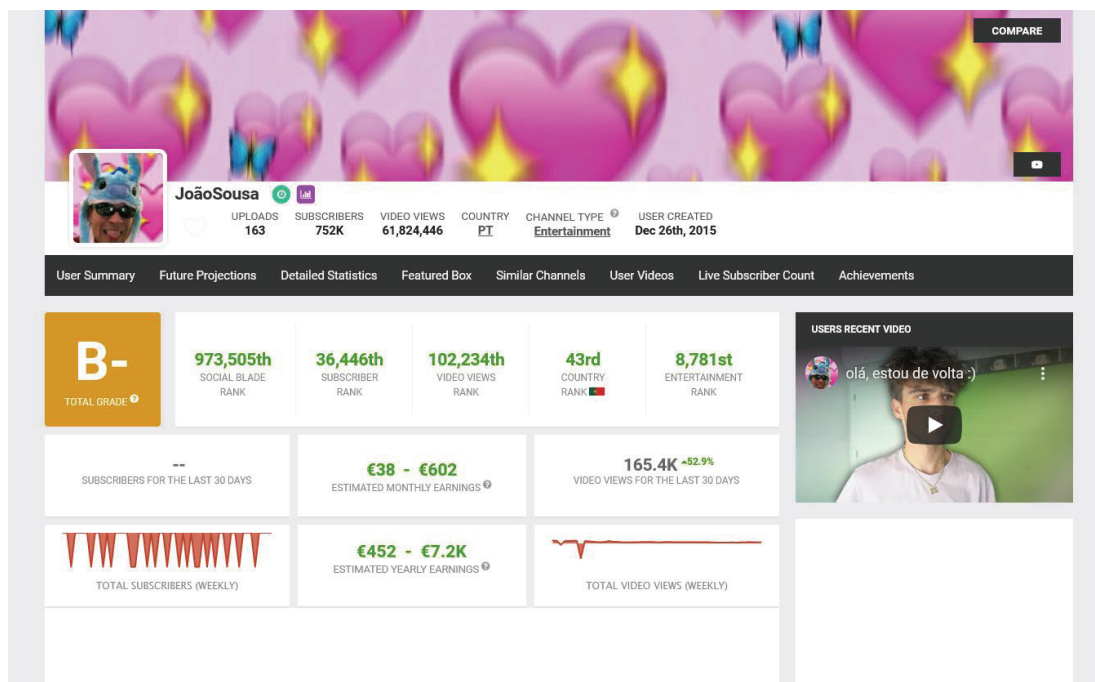 COMPARE
JoãoSousa
UPLOADS SUBSCRIBERS VIDEO VIEWS COUNTRY CHANNEL TYPE USER CREATED
163 752K 61,824,446 PT Entertainment Dec 26th, 2015
User Summary Future Projections Detailed Statistics Featured Box Similar Channels User Videos Live Subscriber Count Achievements
B-
TOTAL GRADE
973,505th 36,446th 102,234th 43rd 8,781st
SOCIAL BLADE SUBSCRIBER VIDEO VIEWS COUNTRY ENTERTAINMENT
RANK RANK RANK RANK RANK
USERS RECENT VIDEO
olá, estou de volta :)
--
SUBSCRIBERS FOR THE LAST 30 DAYS
€38 - €602
ESTIMATED MONTHLY EARNINGS
165.4K 52.9%
VIDEO VIEWS FOR THE LAST 30 DAYS
TOTAL SUBSCRIBERS (WEEKLY)
€452 - €7.2K
ESTIMATED YEARLY EARNINGS
TOTAL VIDEO VIEWS (WEEKLY)